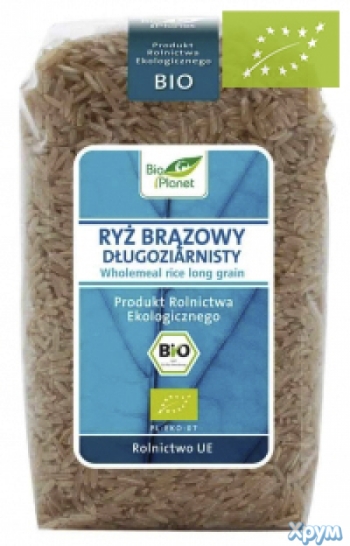 Produkt
Rolnictwa
Ekologicznego
BIO
Bio
Planet
RYŻ BRĄZOWY
DŁUGOZIARNISTY
Wholemeal rice long grain
Produkt Rolnictwa
Ekologicznego
BIO
PL-EKO-07
Rolnictwo UE
Хрум